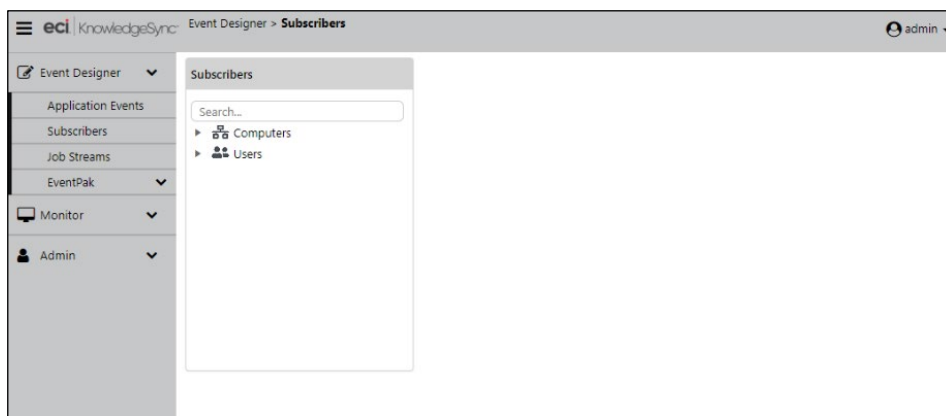 eci KnowledgeSync
Event Designer > Subscribers
admin
Event Designer
Application Events
Subscribers
Job Streams
EventPak
Monitor
Admin
Subscribers
Search...
Computers
Users